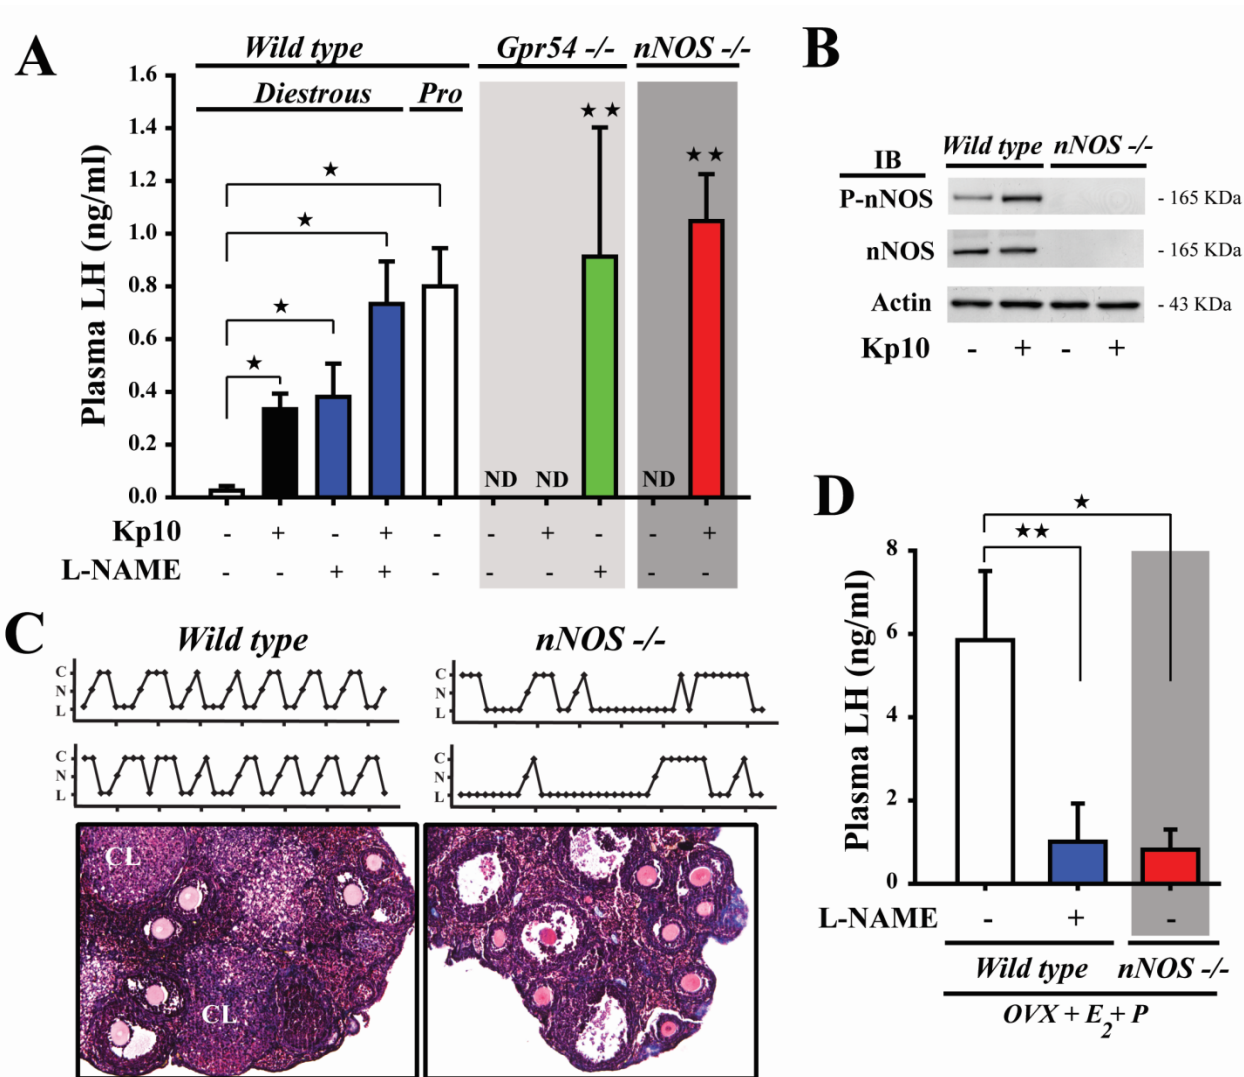 A
Wild type
Gpr54 -/-
nNOS -/-
Diestrous
Pro
Plasma LH (ng/ml)
1.6
1.4
1.2
1.0
0.8
0.6
0.4
0.2
0.0
★
★
★
★
★★
★★
ND
ND
ND
Kp10 - + - + - - + - - +
L-NAME - - + + - - - + - -
B
Wild type nNOS -/-
IB
P-nNOS - 165 KDa
nNOS - 165 KDa
Actin - 43 KDa
Kp10 - + - +
C
Wild type
nNOS -/-
C
N
L
C
N
L
C
N
L
C
N
L
CL
CL
D
Plasma LH (ng/ml)
8
6
4
2
0
★
★★
L-NAME - + -
Wild type nNOS -/-
OVX + E2+ P